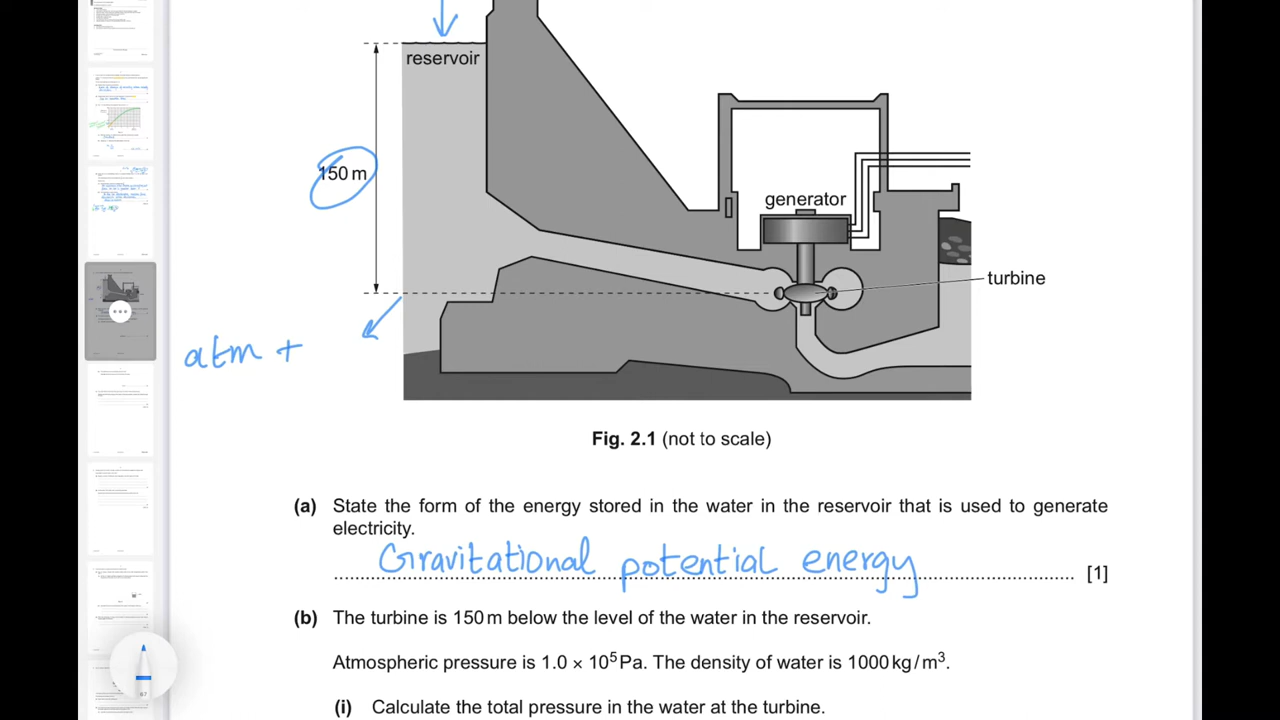 reservoir
150 m
generator
turbine
atm +
Fig. 2.1 (not to scale)
(a) State the form of the energy stored in the water in the reservoir that is used to generate
electricity.
Gravitational potential energy
[1]
(b) The turbine is 150 m below the level of the water in the reservoir.
Atmospheric pressure is 1.0 × 10⁵ Pa. The density of water is 1000 kg / m³.
(i) Calculate the total pressure in the water at the turbine.